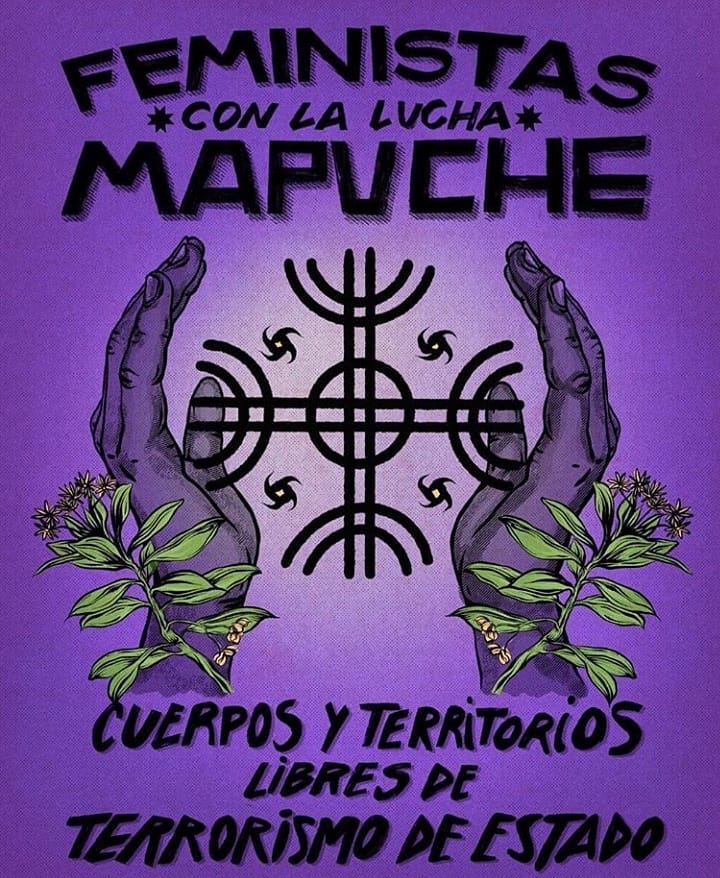 FEMINISTAS
*CON LA LUCHA*
MAPUCHE
CUERPOS Y TERRITORIOS
LIBRES DE
TERRORISMO DE ESTADO